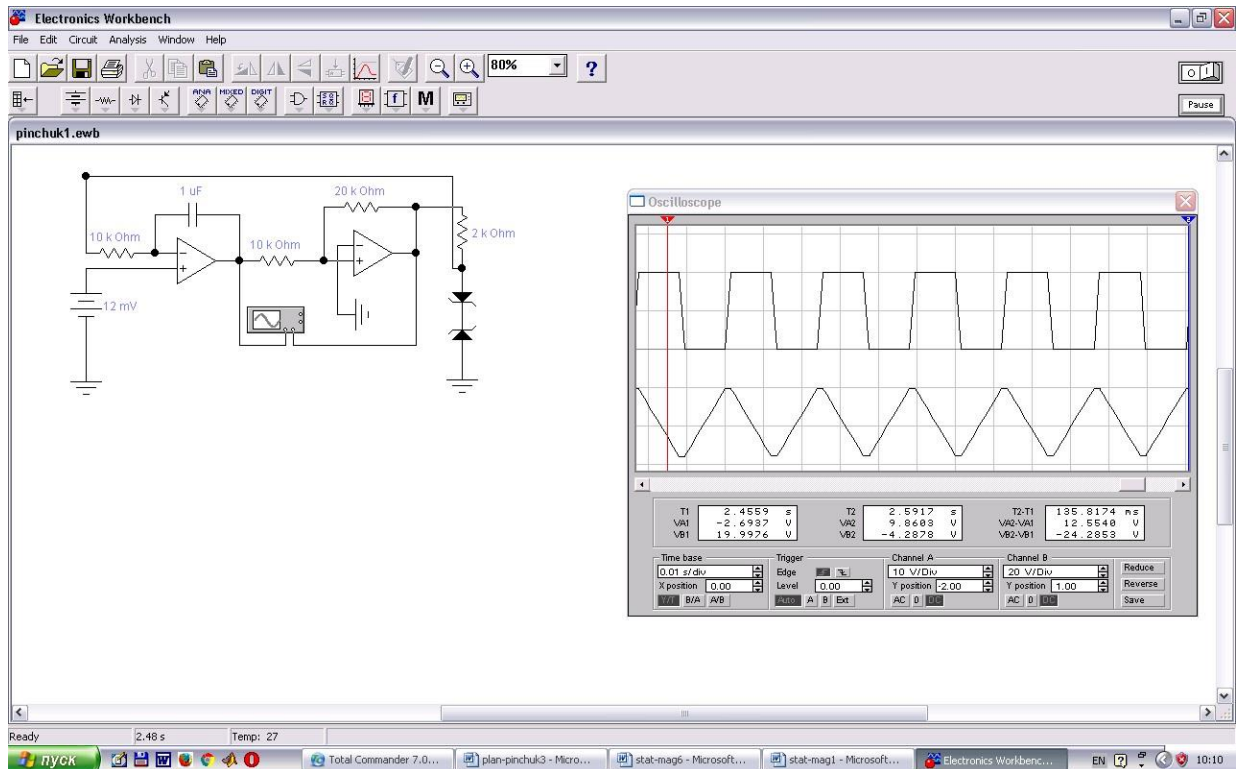 Electronics Workbench
File Edit Circuit Analysis Window Help
80%
?
ANA MIXED DIGIT
f M
Pause
pinchuk1.ewb
1 uF
20 k Ohm
10 k Ohm
10 k Ohm
2 k Ohm
12 mV
Oscilloscope
1
2
T1 2.4559 s T2 2.5917 s T2-T1 135.8174 ms
VA1 -2.6937 V VA2 9.8603 V VA2-VA1 12.5540 V
VB1 19.9976 V VB2 -4.2878 V VB2-VB1 -24.2853 V
Time base Trigger Channel A Channel B
0.01 s/div Edge 10 V/Div 20 V/Div Reduce
X position 0.00 Level 0.00 Y position -2.00 Y position 1.00 Reverse
Y/T B/A A/B Auto A B Ext AC 0 DC AC 0 DC Save
Ready 2.48 s Temp: 27
пуск Total Commander 7.0... plan-pinchuk3 - Micro... stat-mag6 - Microsoft... stat-mag1 - Microsoft... Electronics Workbenc... EN 10:10